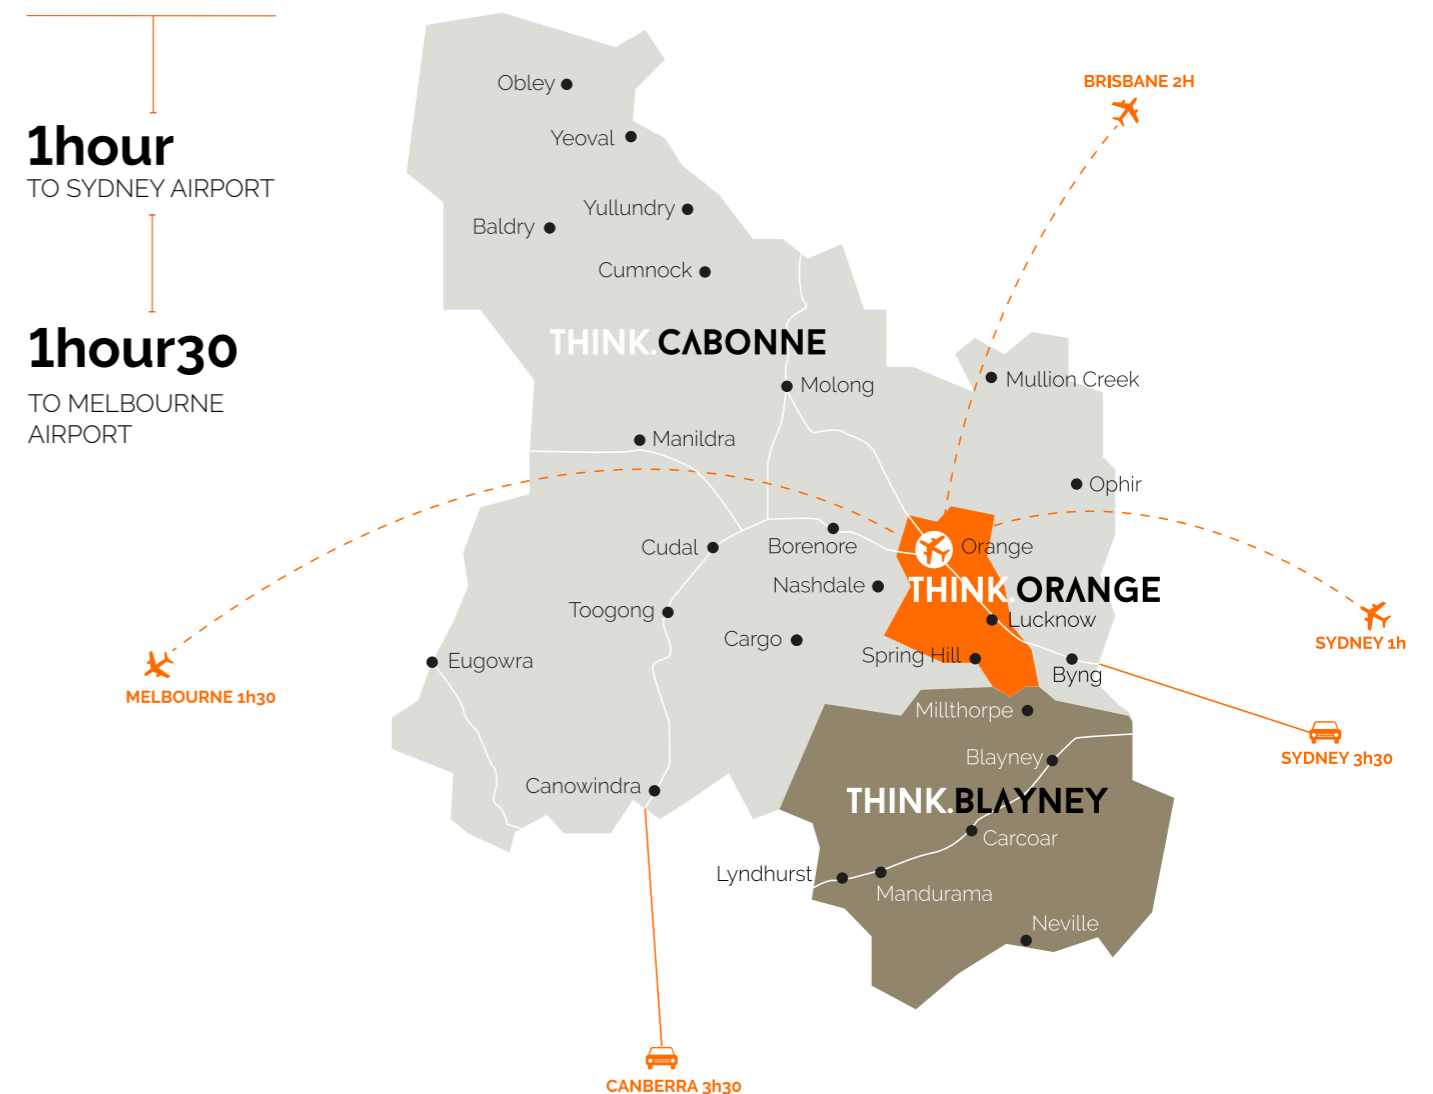 1hour
TO SYDNEY AIRPORT
1hour30
TO MELBOURNE
AIRPORT
BRISBANE 2H
Obley
Yeoval
Yullundry
Baldry
Cumnock
THINK.CABONNE
Molong
Mullion Creek
Manildra
Ophir
Cudal
Borenore
Orange
Nashdale
THINK.ORANGE
Toogong
Lucknow
Cargo
SYDNEY 1h
Eugowra
Spring Hill
Byng
MELBOURNE 1h30
Millthorpe
Blayney
SYDNEY 3h30
Canowindra
THINK.BLAYNEY
Carcoar
Lyndhurst
Mandurama
Neville
CANBERRA 3h30